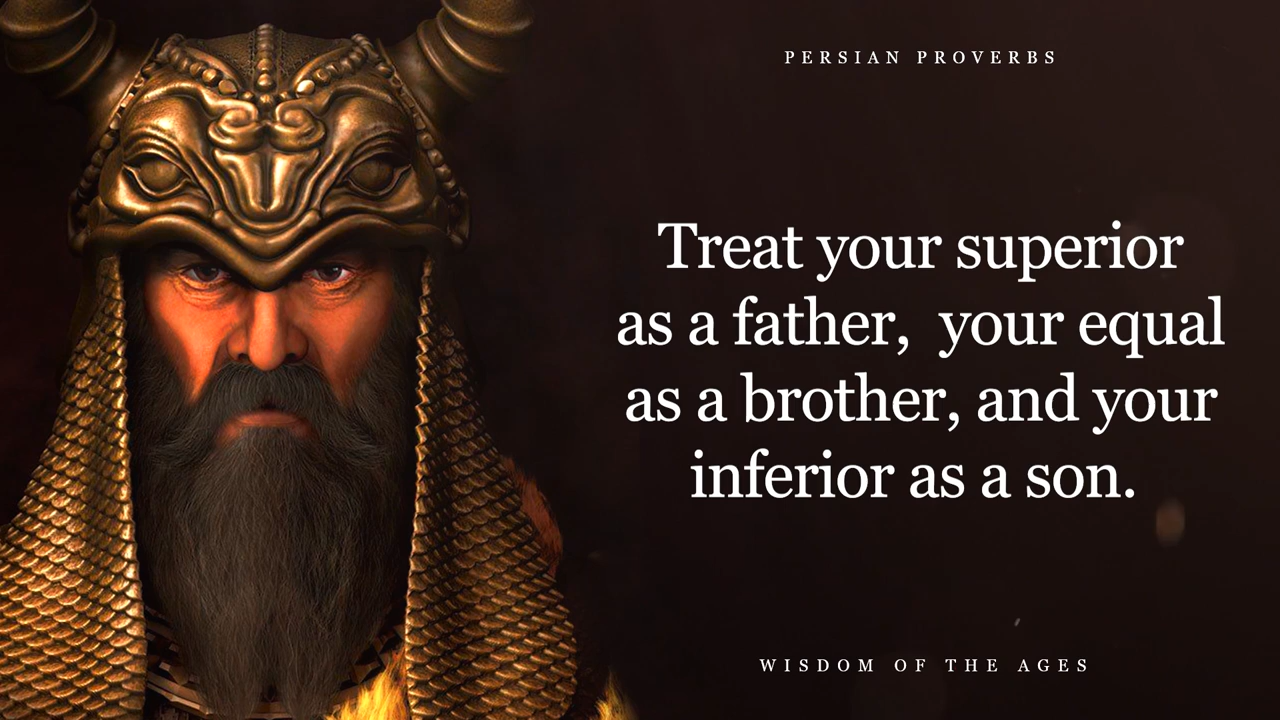 PERSIAN PROVERBS
Treat your superior
as a father,  your equal
as a brother, and your
inferior as a son.
WISDOM OF THE AGES